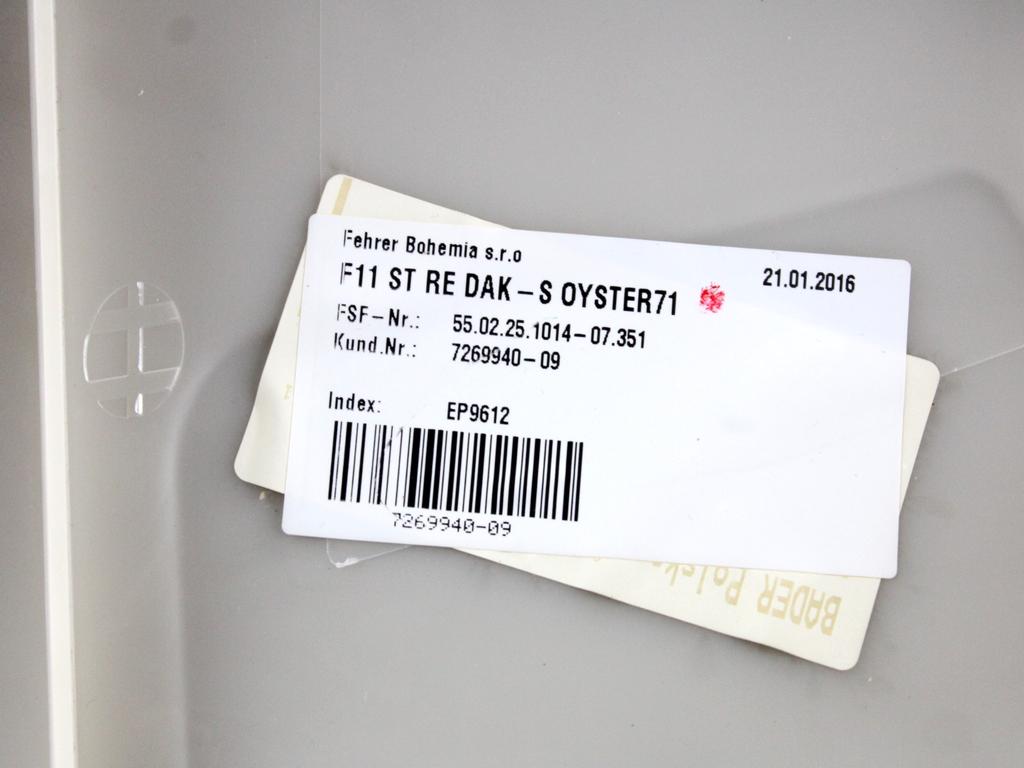 Fehrer Bohemia s.r.o
21.01.2016
F11 ST RE DAK-S OYSTER71
FSF-Nr.: 55.02.25.1014-07.351
Kund.Nr.: 7269940-09
Index: EP9612
7269940-09
BADER Polska